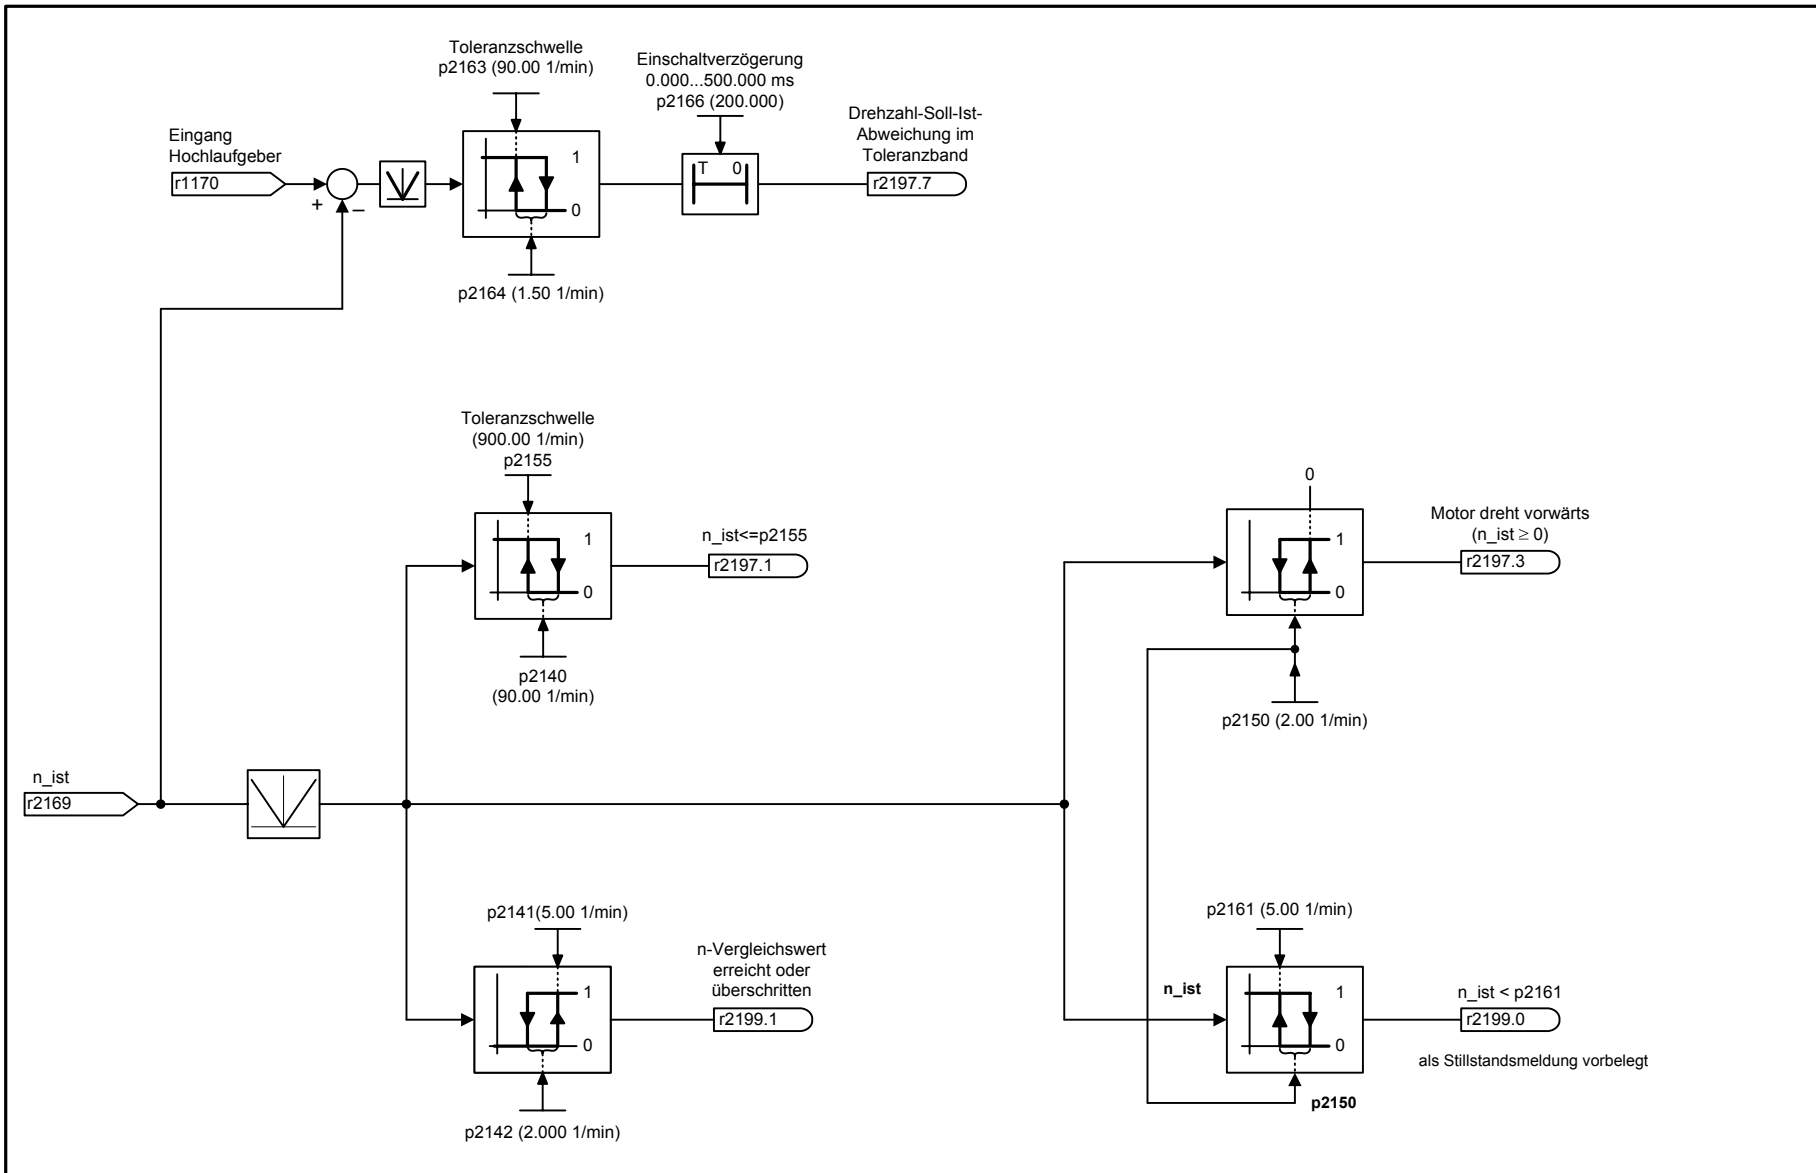 Toleranzschwelle
p2163 (90.00 1/min)
Einschaltverzögerung
0.000...500.000 ms
p2166 (200.000)
Drehzahl-Soll-Ist-
Abweichung im
Toleranzband
r2197.7
Eingang
Hochlaufgeber
r1170
+
–
1
0
T 0
p2164 (1.50 1/min)
Toleranzschwelle
(900.00 1/min)
p2155
1
0
n_ist<=p2155
r2197.1
p2140
(90.00 1/min)
0
1
0
Motor dreht vorwärts
(n_ist ≥ 0)
r2197.3
p2150 (2.00 1/min)
n_ist
r2169
p2141(5.00 1/min)
1
0
n-Vergleichswert
erreicht oder
überschritten
r2199.1
p2142 (2.000 1/min)
p2161 (5.00 1/min)
n_ist
1
0
n_ist < p2161
r2199.0
als Stillstandsmeldung vorbelegt
p2150